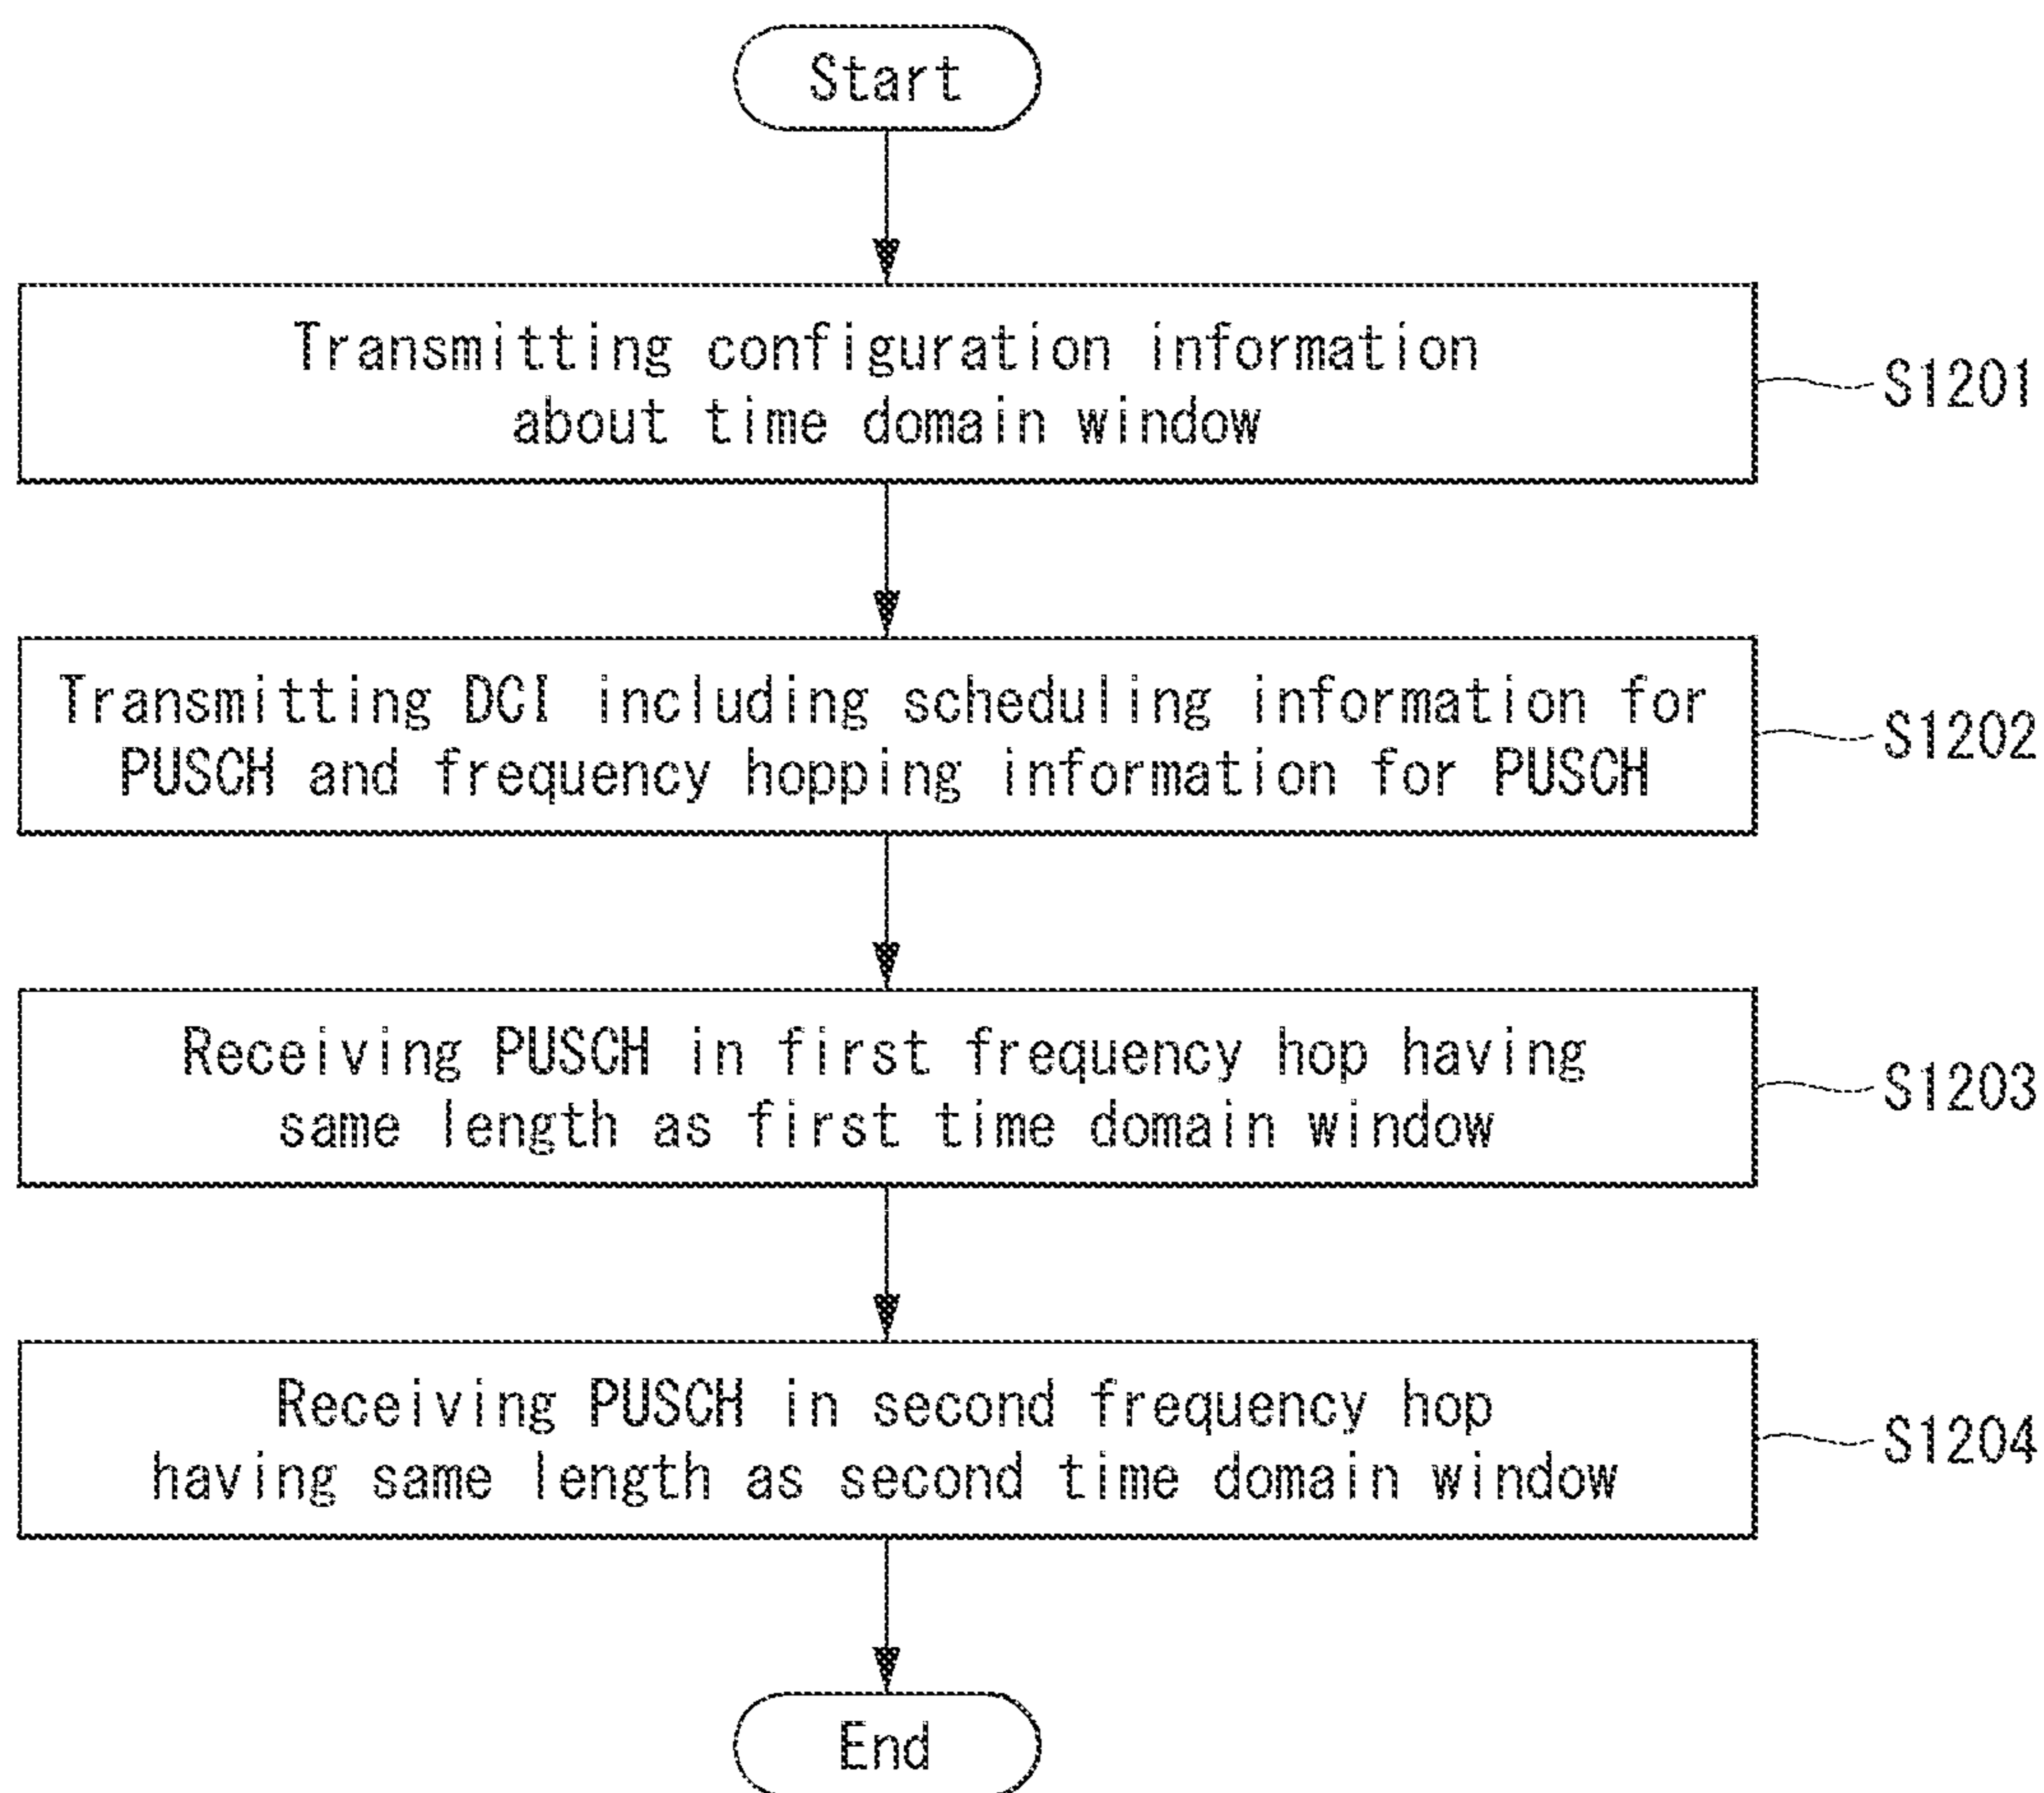 Start
Transmitting configuration information
about time domain window
S1201
Transmitting DCI including scheduling information for
PUSCH and frequency hopping information for PUSCH
S1202
Receiving PUSCH in first frequency hop having
same length as first time domain window
S1203
Receiving PUSCH in second frequency hop
having same length as second time domain window
S1204
End